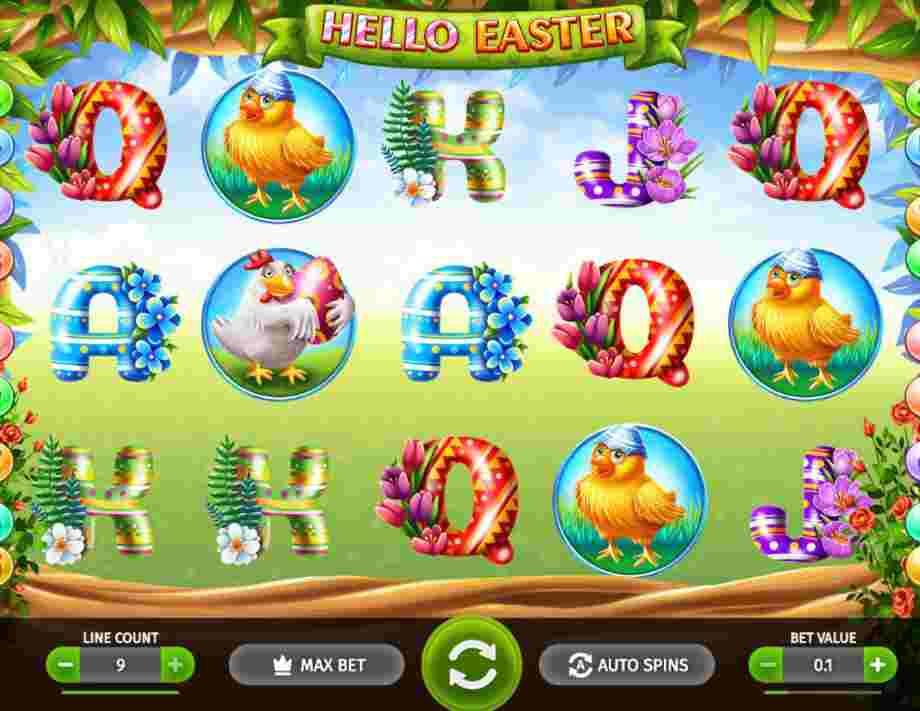 HELLO EASTER
Q K J Q
A A Q
K K Q J
LINE COUNT
BET VALUE
- 9 +
MAX BET
AUTO SPINS
- 0.1 +